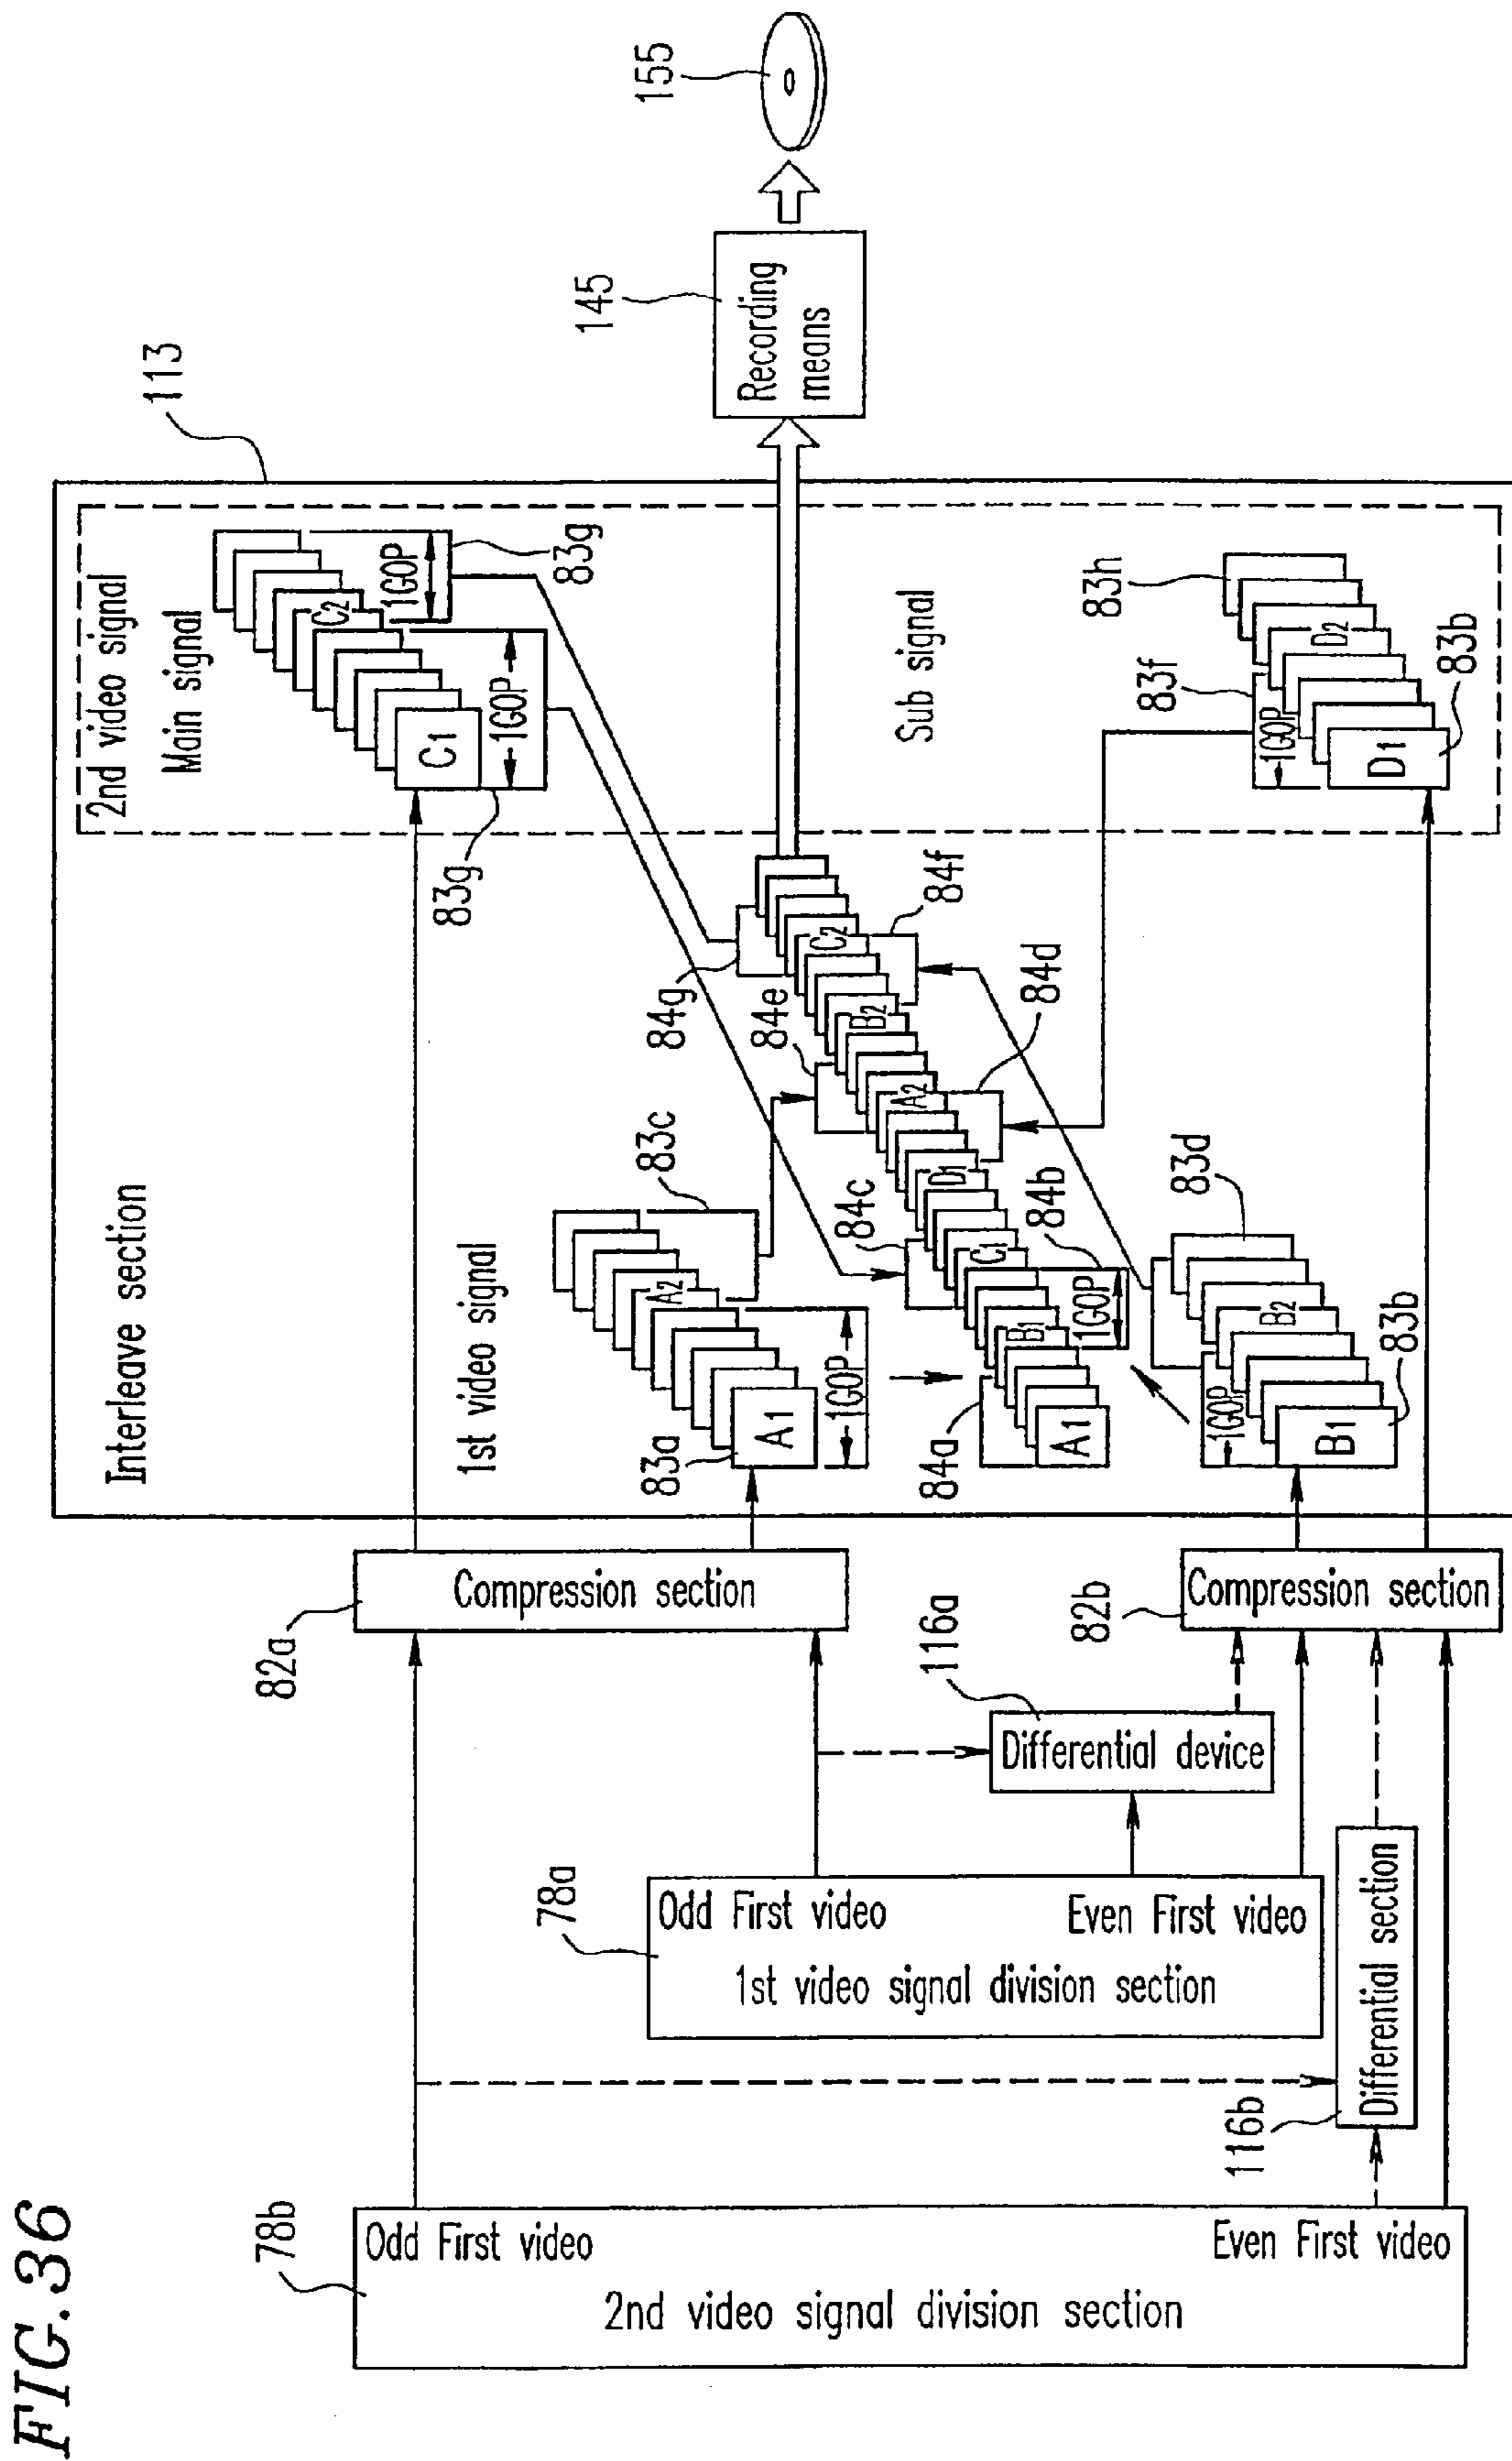 FIG. 36
78b
Odd First video
Even First video
2nd video signal division section
116b
Differential section
78a
Odd First video
Even First video
1st video signal division section
116a
Differential device
82a
Compression section
82b
Compression section
Interleave section
113
1st video signal
83a
A1
1GOP
A2
83c
84a
A1
B1
1GOP
84b
C1
84c
D1
84d
A2
84e
B2
84f
C2
84g
1GOP
B1
83b
B2
83d
2nd video signal
Main signal
83g
C1
1GOP
C2
1GOP
83g
Sub signal
83f
1GOP
D1
83b
D2
83h
145
Recording
means
155